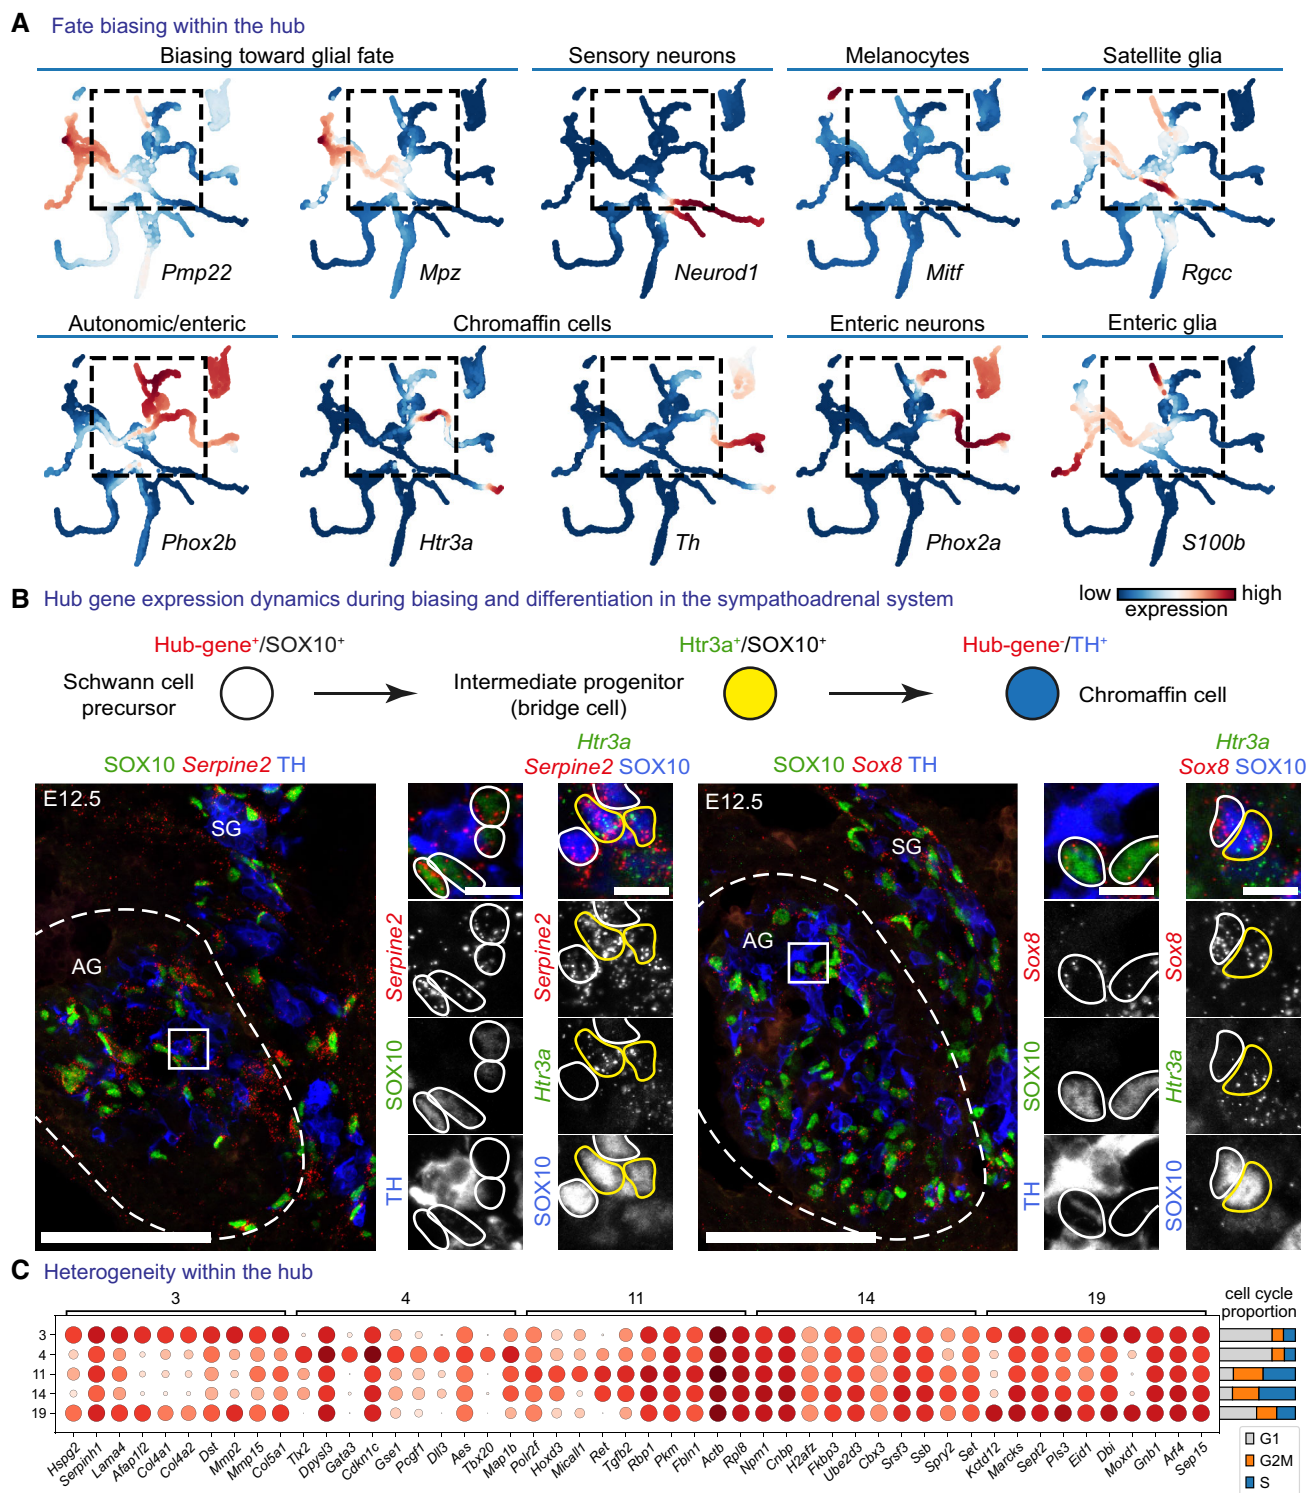 A Fate biasing within the hub
Biasing toward glial fate
Sensory neurons
Melanocytes
Satellite glia
Pmp22
Mpz
Neurod1
Mitf
Rgcc
Autonomic/enteric
Chromaffin cells
Enteric neurons
Enteric glia
Phox2b
Htr3a
Th
Phox2a
S100b
low high
expression
B Hub gene expression dynamics during biasing and differentiation in the sympathoadrenal system
Hub-gene⁺/SOX10⁺
Htr3a⁺/SOX10⁺
Hub-gene⁻/TH⁺
Schwann cell
precursor
Intermediate progenitor
(bridge cell)
Chromaffin cell
SOX10 Serpine2 TH
Htr3a
Serpine2 SOX10
SOX10 Sox8 TH
Htr3a
Sox8 SOX10
E12.5
SG
AG
Serpine2
SOX10
TH
Serpine2
Htr3a
SOX10
E12.5
SG
AG
Sox8
SOX10
TH
Sox8
Htr3a
SOX10
C Heterogeneity within the hub
3 4 11 14 19
cell cycle
proportion
3
4
11
14
19
Hspg2 Serpinh1 Lama4 Afap1l2 Col4a1 Col4a2 Dst Mmp2 Mmp15 Col5a1 Tlx2 Dpysl3 Gata3 Cdkn1c Gse1 Pcgf1 Dll3 Aes Tbx20 Map1b Polr2f Hoxd3 Micall1 Ret Tgfb2 Rbp1 Pkm Fbln1 Actb Rpl8 Npm1 Cnbp H2afz Fkbp3 Ube2d3 Cbx3 Srsf3 Ssb Spry2 Set Kctd12 Marcks Sept2 Pls3 Eid1 Dbi Moxd1 Gnb1 Arf4 Sep15
G1
G2M
S